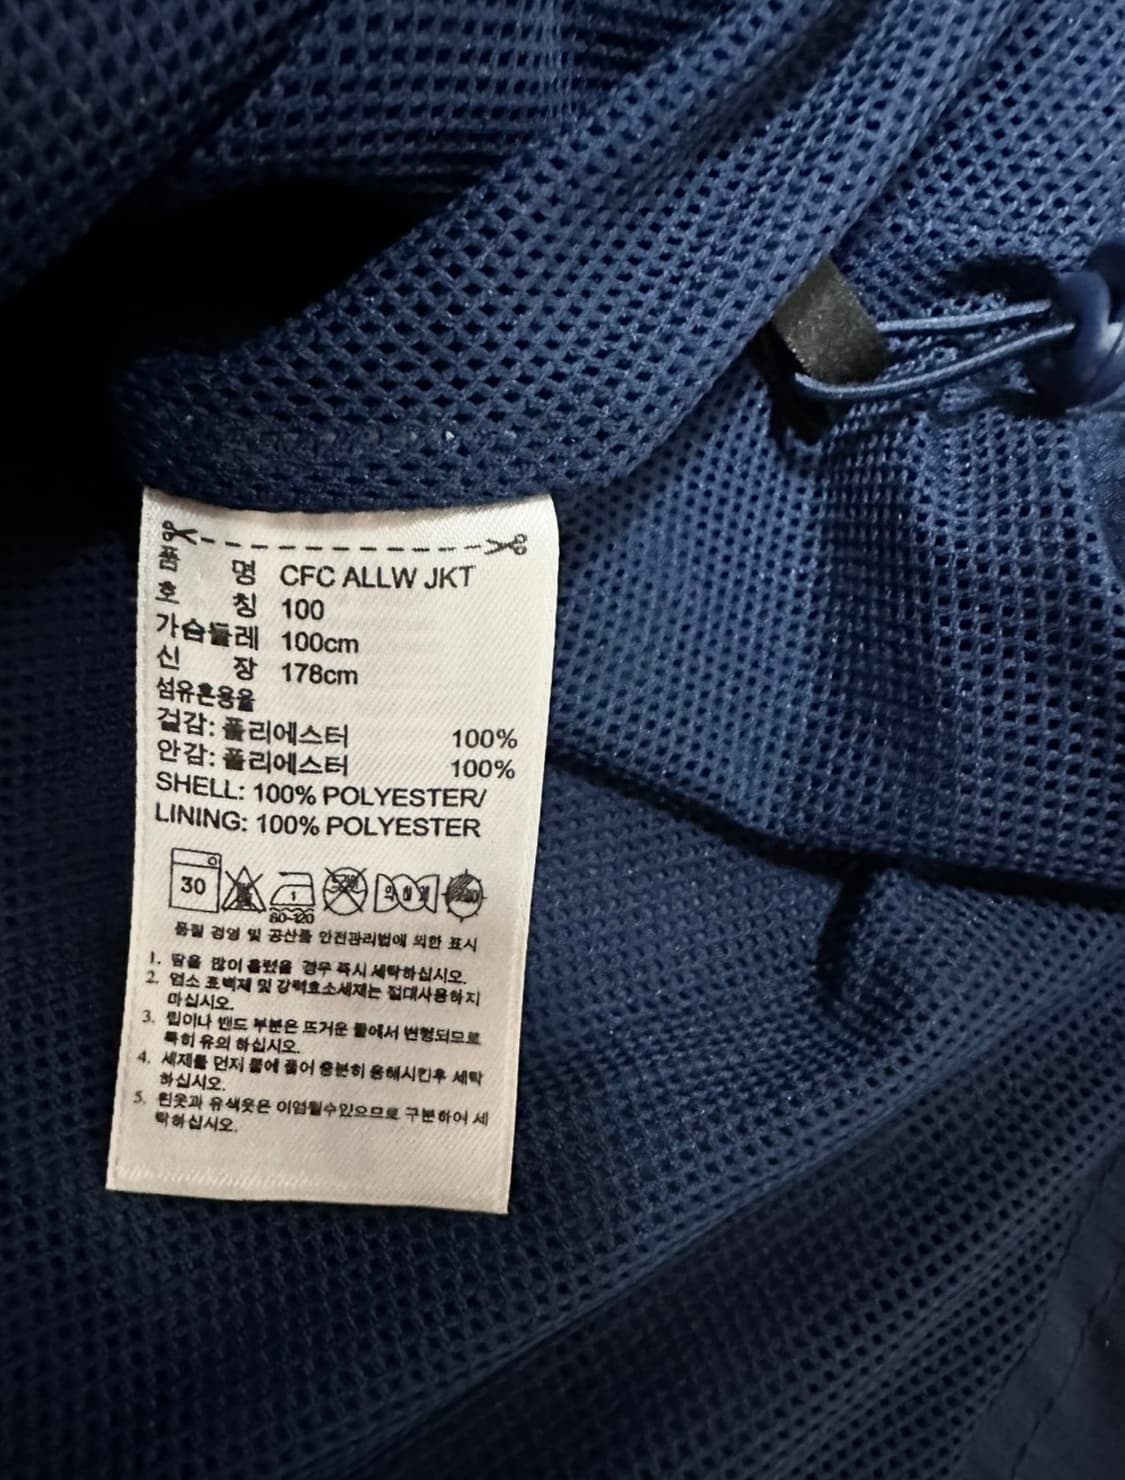 품 명 CFC ALLW JKT
호 칭 100
가슴둘레 100cm
신 장 178cm
섬유혼용율
겉감: 폴리에스터 100%
안감: 폴리에스터 100%
SHELL: 100% POLYESTER/
LINING: 100% POLYESTER
30
80-120
품질 경영 및 공산품 안전관리법에 의한 표시
1. 땀을 많이 흘렸을 경우 즉시 세탁하십시오.
2. 염소 표백제 및 강력효소세제는 절대사용하지
마십시오.
3. 립이나 밴드 부분은 뜨거운 물에서 변형되므로
특히 유의 하십시오.
4. 세제를 먼저 물에 풀어 충분히 용해시킨후 세탁
하십시오.
5. 흰옷과 유색옷은 이염될수있으므로 구분하여 세
탁하십시오.